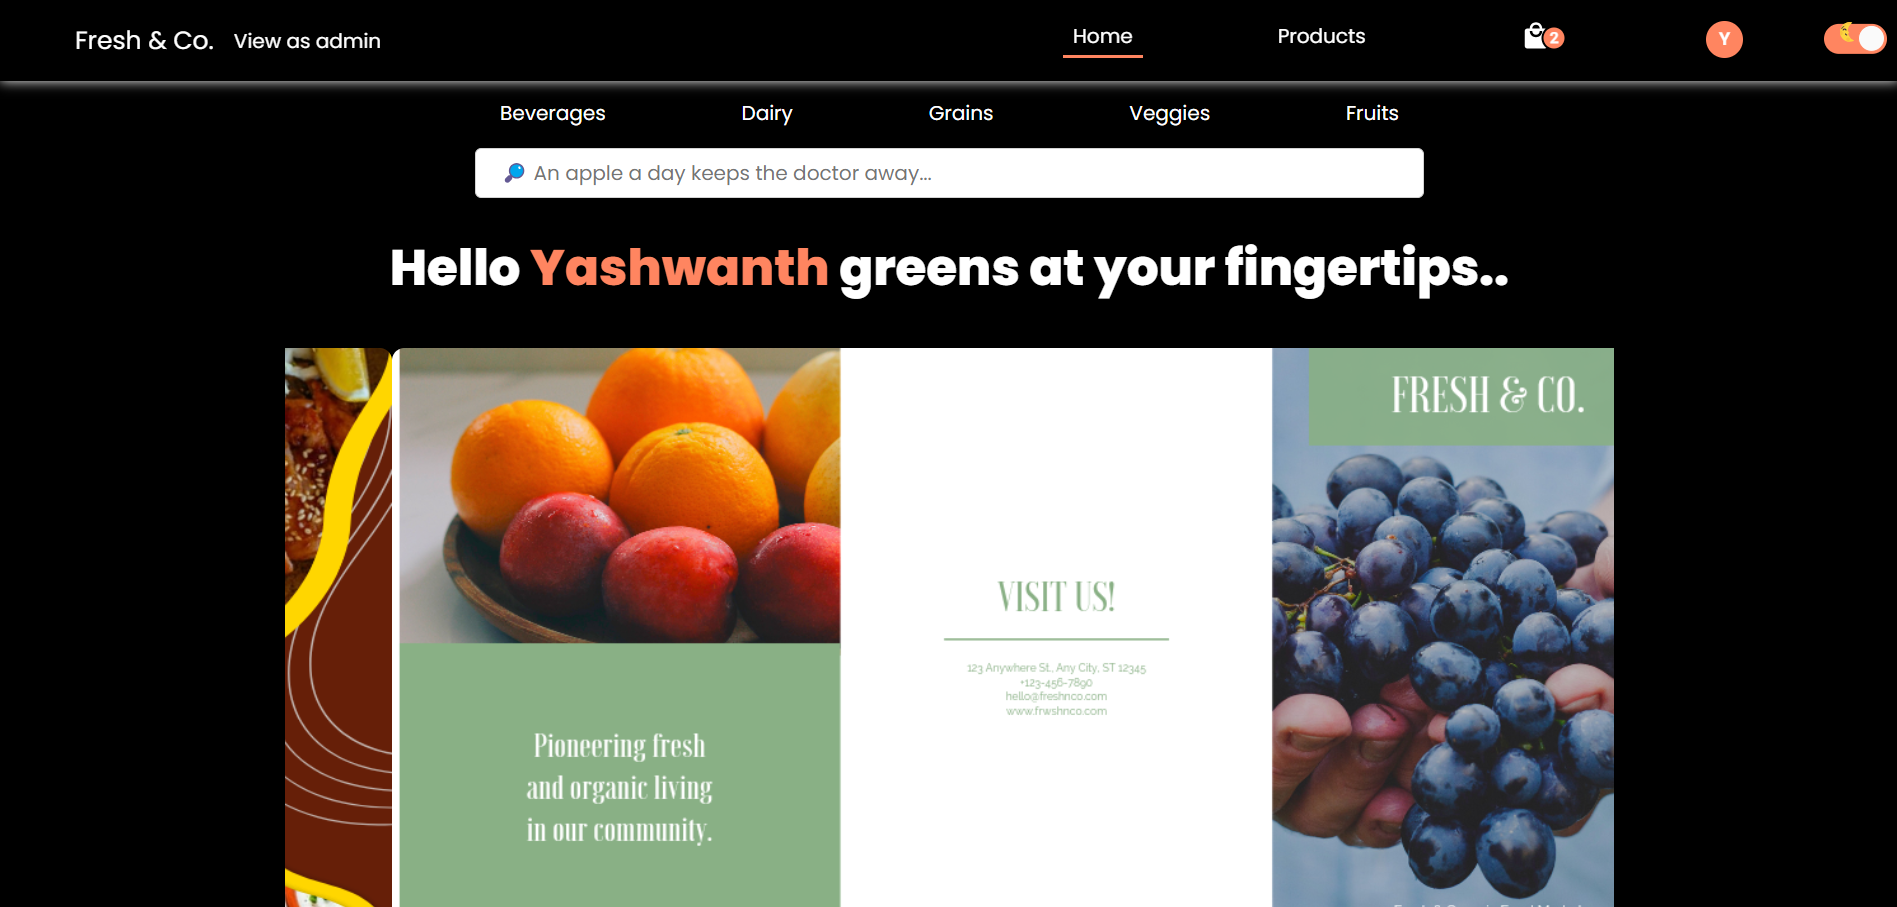 Fresh & Co. View as admin Home Products 2 Y
Beverages Dairy Grains Veggies Fruits
An apple a day keeps the doctor away...
Hello Yashwanth greens at your fingertips..
FRESH & CO.
VISIT US!
123 Anywhere St., Any City, ST 12345
+123-456-7890
hello@freshnco.com
www.frwshnco.com
Pioneering fresh
and organic living
in our community.